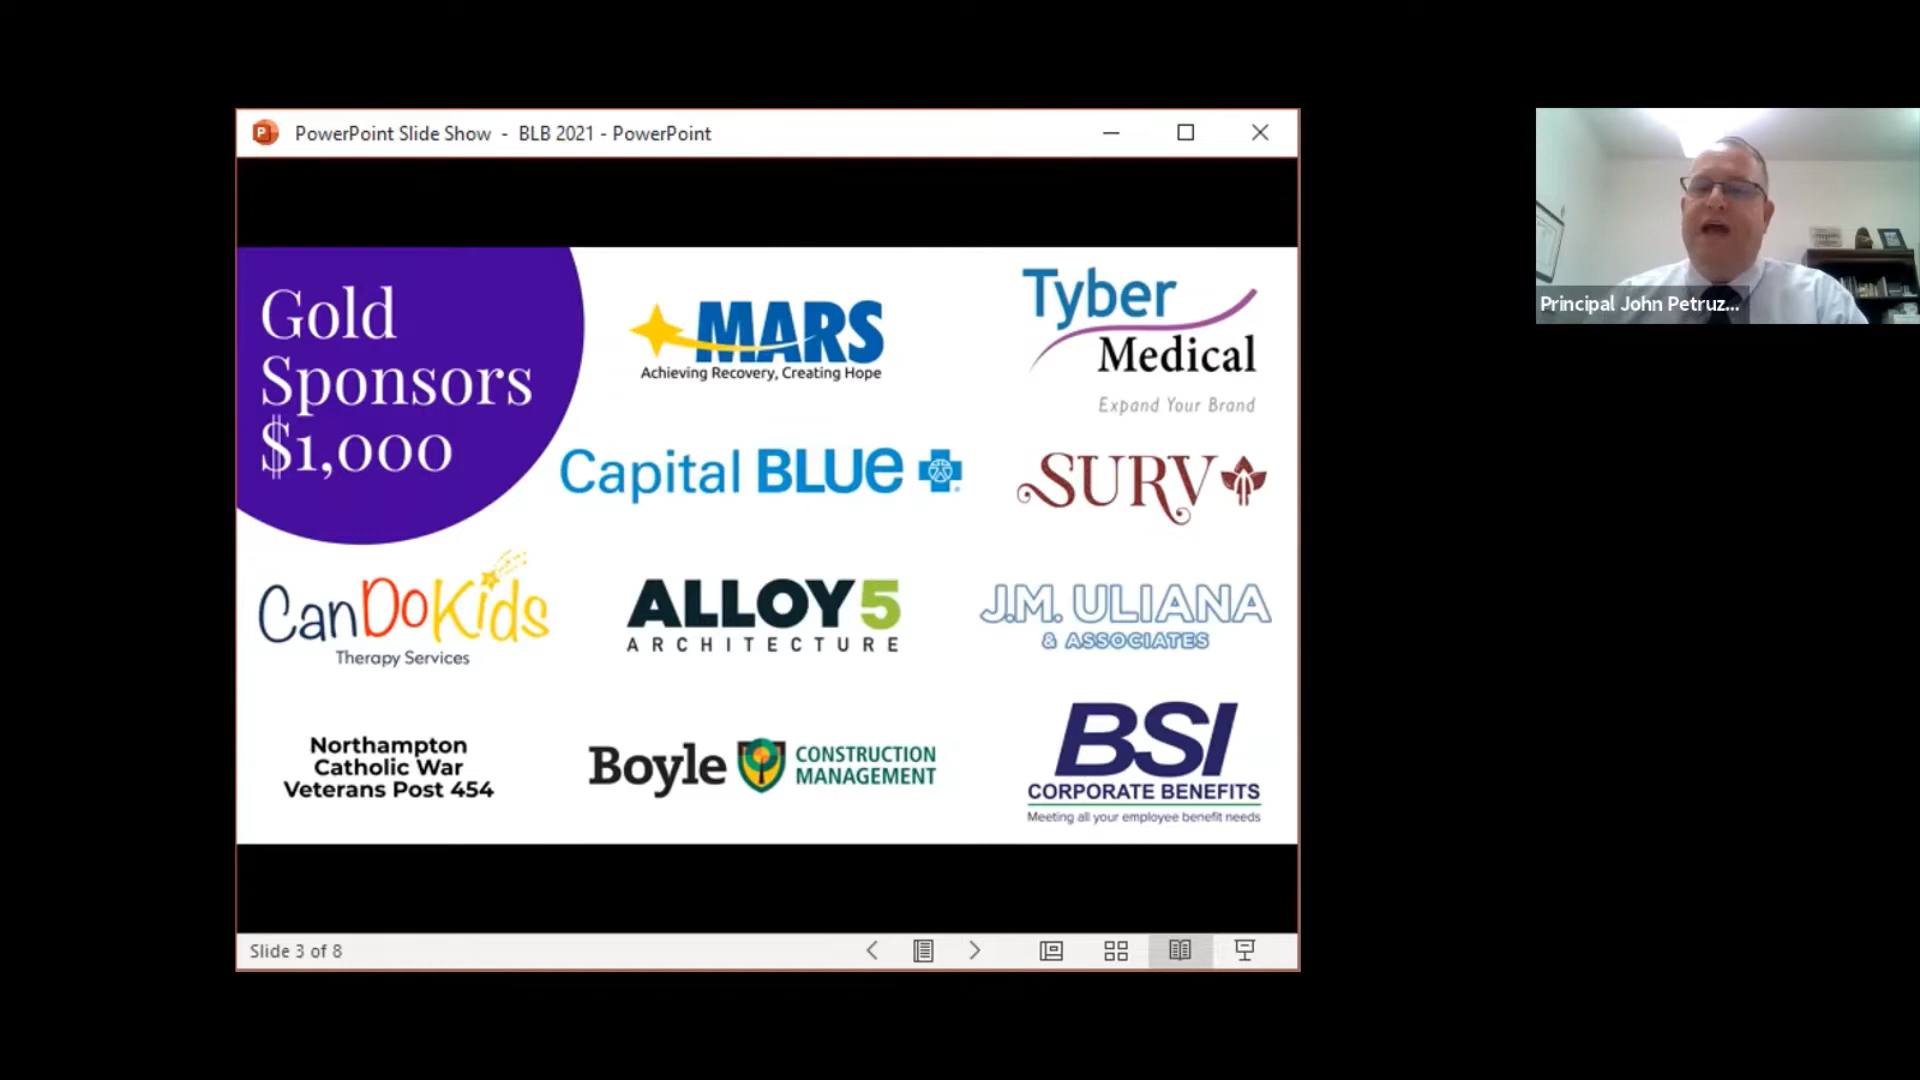 PowerPoint Slide Show - BLB 2021 - PowerPoint
Principal John Petruz...
Gold
Sponsors
$1,000
MARS
Achieving Recovery, Creating Hope
Tyber
Medical
Expand Your Brand
Capital BLUe
SURV
CanDoKids
Therapy Services
ALLOY5
ARCHITECTURE
J.M. ULIANA
& ASSOCIATES
Northampton
Catholic War
Veterans Post 454
Boyle
CONSTRUCTION
MANAGEMENT
BSI
CORPORATE BENEFITS
Meeting all your employee benefit needs
Slide 3 of 8